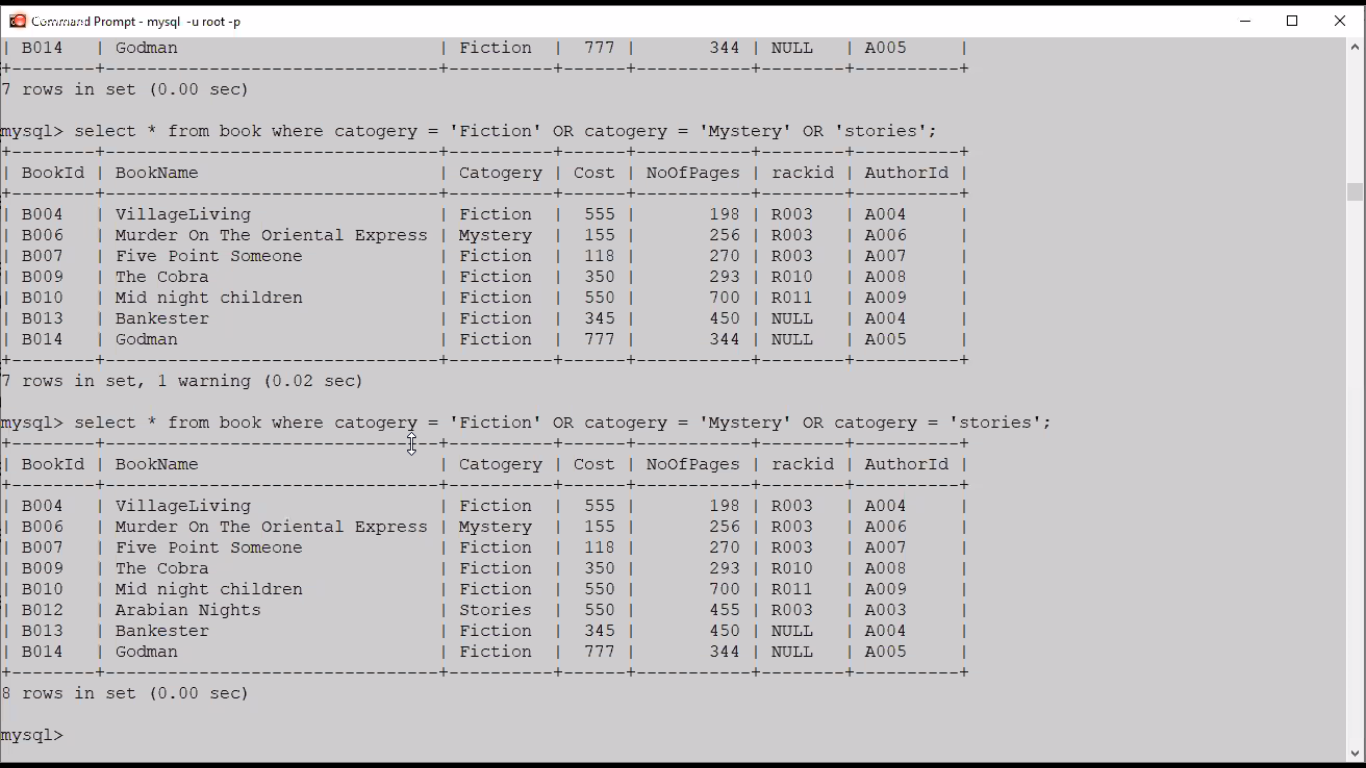 Command Prompt - mysql -u root -p
| B014   | Godman                         | Fiction  |  777 |       344 | NULL   | A005     |
+--------+--------------------------------+----------+------+-----------+--------+----------+
7 rows in set (0.00 sec)
mysql> select * from book where catogery = 'Fiction' OR catogery = 'Mystery' OR 'stories';
+--------+--------------------------------+----------+------+-----------+--------+----------+
| BookId | BookName                       | Catogery | Cost | NoOfPages | rackid | AuthorId |
+--------+--------------------------------+----------+------+-----------+--------+----------+
| B004   | VillageLiving                  | Fiction  |  555 |       198 | R003   | A004     |
| B006   | Murder On The Oriental Express | Mystery  |  155 |       256 | R003   | A006     |
| B007   | Five Point Someone             | Fiction  |  118 |       270 | R003   | A007     |
| B009   | The Cobra                      | Fiction  |  350 |       293 | R010   | A008     |
| B010   | Mid night children             | Fiction  |  550 |       700 | R011   | A009     |
| B013   | Bankester                      | Fiction  |  345 |       450 | NULL   | A004     |
| B014   | Godman                         | Fiction  |  777 |       344 | NULL   | A005     |
+--------+--------------------------------+----------+------+-----------+--------+----------+
7 rows in set, 1 warning (0.02 sec)
mysql> select * from book where catogery = 'Fiction' OR catogery = 'Mystery' OR catogery = 'stories';
+--------+--------------------------------+----------+------+-----------+--------+----------+
| BookId | BookName                       | Catogery | Cost | NoOfPages | rackid | AuthorId |
+--------+--------------------------------+----------+------+-----------+--------+----------+
| B004   | VillageLiving                  | Fiction  |  555 |       198 | R003   | A004     |
| B006   | Murder On The Oriental Express | Mystery  |  155 |       256 | R003   | A006     |
| B007   | Five Point Someone             | Fiction  |  118 |       270 | R003   | A007     |
| B009   | The Cobra                      | Fiction  |  350 |       293 | R010   | A008     |
| B010   | Mid night children             | Fiction  |  550 |       700 | R011   | A009     |
| B012   | Arabian Nights                 | Stories  |  550 |       455 | R003   | A003     |
| B013   | Bankester                      | Fiction  |  345 |       450 | NULL   | A004     |
| B014   | Godman                         | Fiction  |  777 |       344 | NULL   | A005     |
+--------+--------------------------------+----------+------+-----------+--------+----------+
8 rows in set (0.00 sec)
mysql>